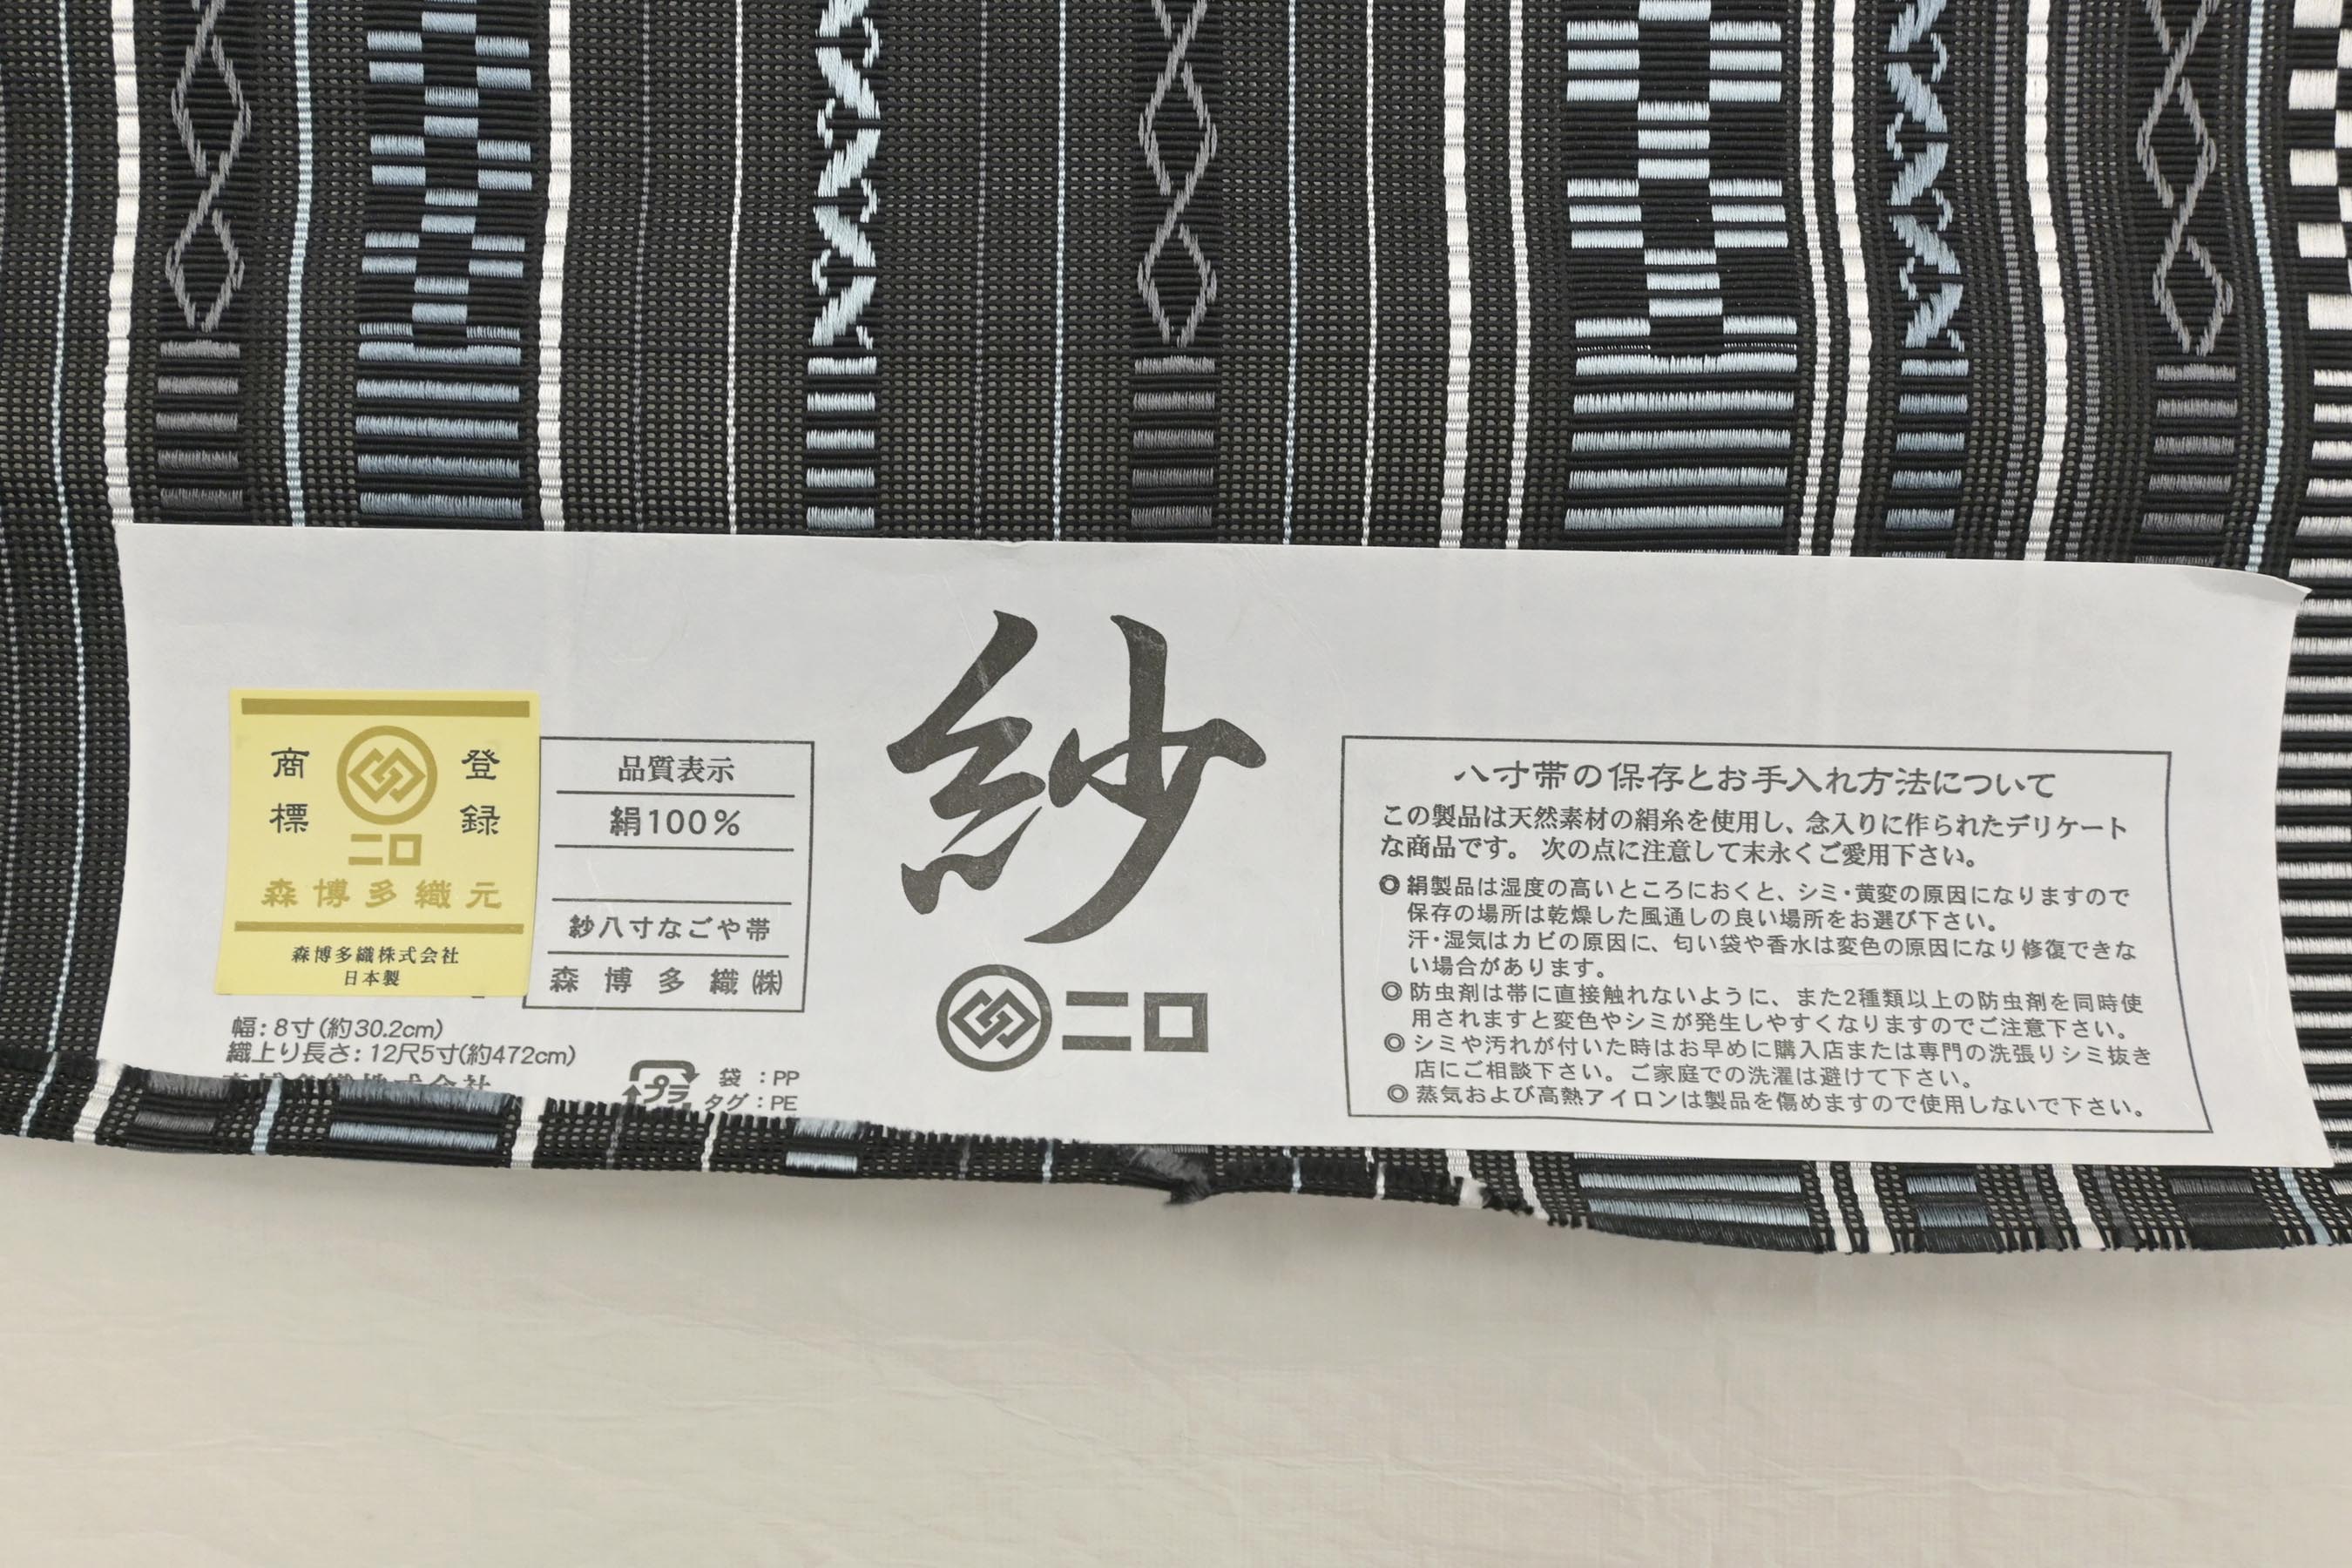 登録
商標
二ロ
森博多織元
森博多織株式会社
日本製
品質表示
絹100%
紗八寸なごや帯
森博多織㈱
幅:8寸(約30.2cm)
織上り長さ:12尺5寸(約472cm)
森博多織株式会社
プラ
袋:PP
タグ:PE
紗
二ロ
八寸帯の保存とお手入れ方法について
この製品は天然素材の絹糸を使用し、念入りに作られたデリケート
な商品です。次の点に注意して末永くご愛用下さい。
◎絹製品は湿度の高いところにおくと、シミ・黄変の原因になりますので
保存の場所は乾燥した風通しの良い場所をお選び下さい。
汗・湿気はカビの原因に、匂い袋や香水は変色の原因になり修復できな
い場合があります。
◎防虫剤は帯に直接触れないように、また2種類以上の防虫剤を同時使
用されますと変色やシミが発生しやすくなりますのでご注意下さい。
◎シミや汚れが付いた時はお早めに購入店または専門の洗張りシミ抜き
店にご相談下さい。ご家庭での洗濯は避けて下さい。
◎蒸気および高熱アイロンは製品を傷めますので使用しないで下さい。